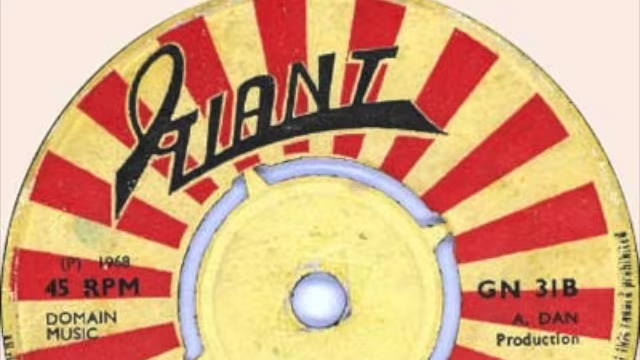 GIANT
(P) 1968
45 RPM
DOMAIN
MUSIC
GN 31B
A. DAN
Production